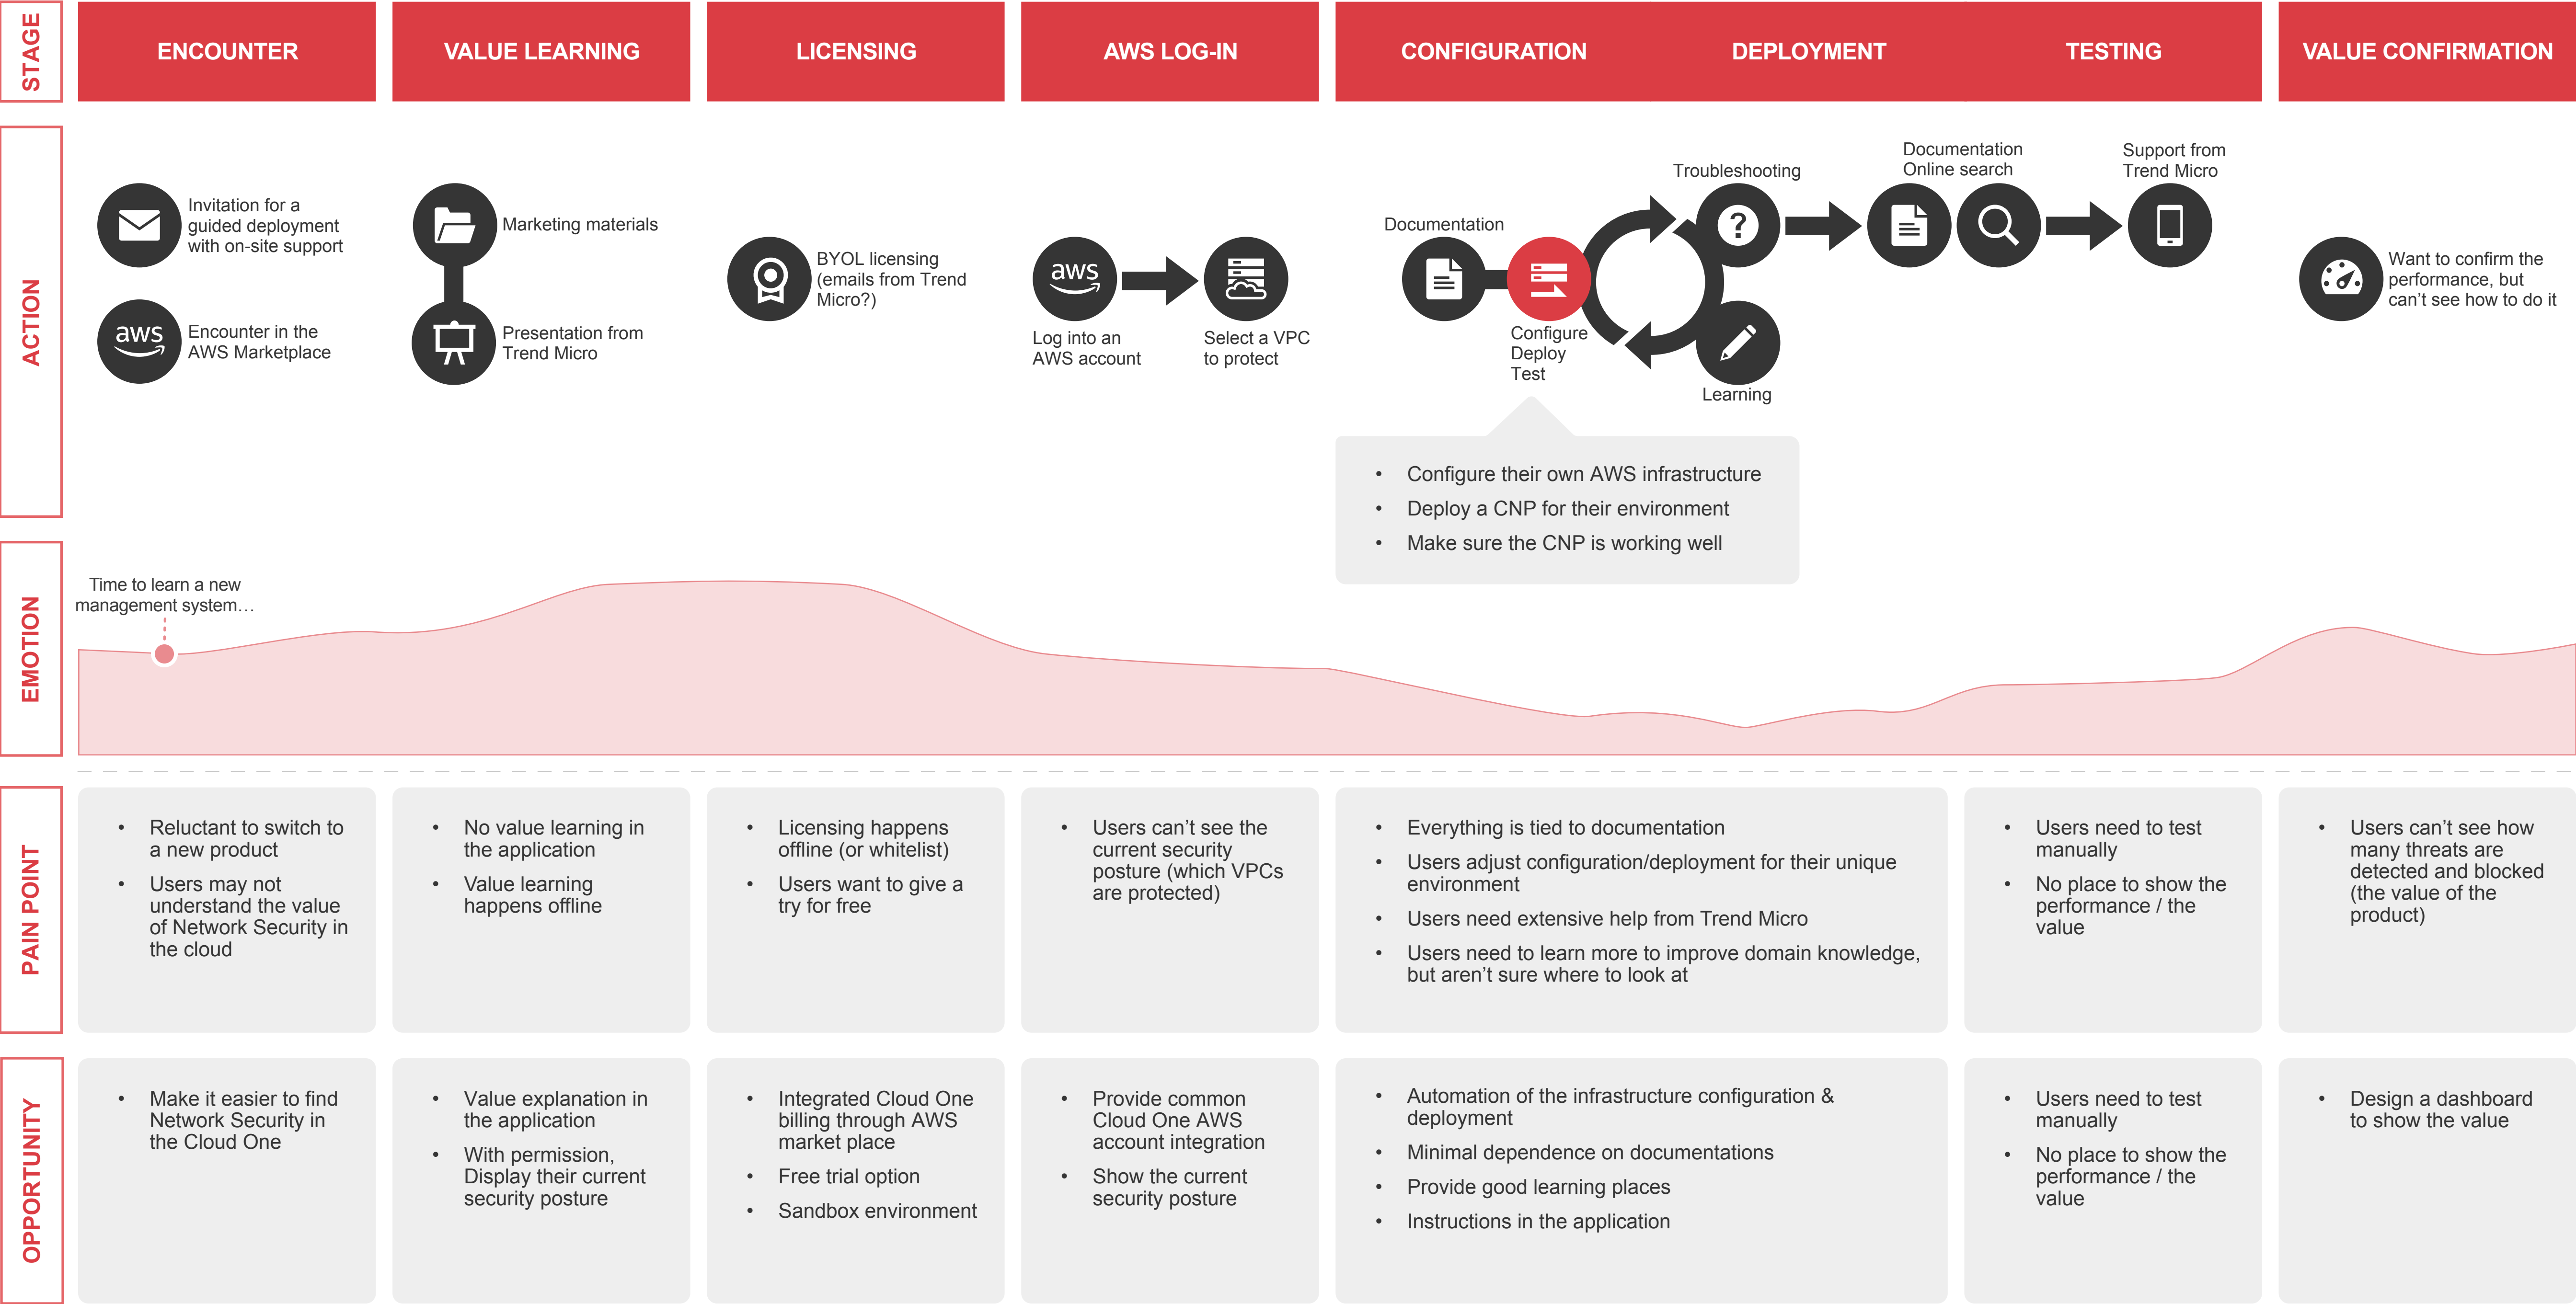 STAGE
ENCOUNTER
VALUE LEARNING
LICENSING
AWS LOG-IN
CONFIGURATION
DEPLOYMENT
TESTING
VALUE CONFIRMATION
ACTION
Invitation for a
guided deployment
with on-site support
aws
Encounter in the
AWS Marketplace
Marketing materials
Presentation from
Trend Micro
BYOL licensing
(emails from Trend
Micro?)
aws
Log into an
AWS account
Select a VPC
to protect
Documentation
Configure
Deploy
Test
Troubleshooting
?
Learning
Documentation
Online search
Support from
Trend Micro
Want to confirm the
performance, but
can’t see how to do it
• Configure their own AWS infrastructure
• Deploy a CNP for their environment
• Make sure the CNP is working well
EMOTION
Time to learn a new
management system…
PAIN POINT
• Reluctant to switch to
a new product
• Users may not
understand the value
of Network Security in
the cloud
• No value learning in
the application
• Value learning
happens offline
• Licensing happens
offline (or whitelist)
• Users want to give a
try for free
• Users can’t see the
current security
posture (which VPCs
are protected)
• Everything is tied to documentation
• Users adjust configuration/deployment for their unique
environment
• Users need extensive help from Trend Micro
• Users need to learn more to improve domain knowledge,
but aren’t sure where to look at
• Users need to test
manually
• No place to show the
performance / the
value
• Users can’t see how
many threats are
detected and blocked
(the value of the
product)
OPPORTUNITY
• Make it easier to find
Network Security in
the Cloud One
• Value explanation in
the application
• With permission,
Display their current
security posture
• Integrated Cloud One
billing through AWS
market place
• Free trial option
• Sandbox environment
• Provide common
Cloud One AWS
account integration
• Show the current
security posture
• Automation of the infrastructure configuration &
deployment
• Minimal dependence on documentations
• Provide good learning places
• Instructions in the application
• Users need to test
manually
• No place to show the
performance / the
value
• Design a dashboard
to show the value